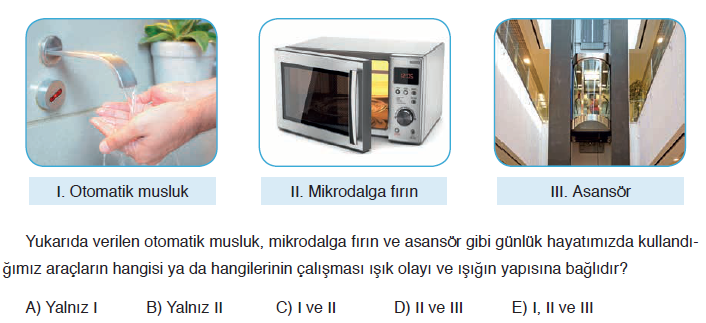 I. Otomatik musluk
II. Mikrodalga fırın
III. Asansör
Yukarıda verilen otomatik musluk, mikrodalga fırın ve asansör gibi günlük hayatımızda kullandı-
ğımız araçların hangisi ya da hangilerinin çalışması ışık olayı ve ışığın yapısına bağlıdır?
A) Yalnız I B) Yalnız II C) I ve II D) II ve III E) I, II ve III